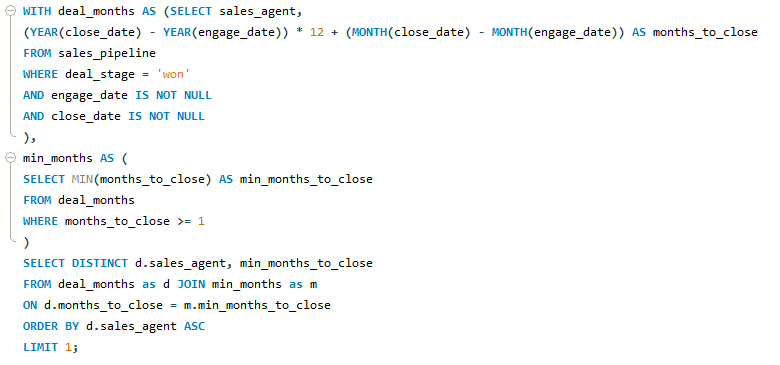 WITH deal_months AS (SELECT sales_agent,
(YEAR(close_date) - YEAR(engage_date)) * 12 + (MONTH(close_date) - MONTH(engage_date)) AS months_to_close
FROM sales_pipeline
WHERE deal_stage = 'won'
AND engage_date IS NOT NULL
AND close_date IS NOT NULL
),
min_months AS (
SELECT MIN(months_to_close) AS min_months_to_close
FROM deal_months
WHERE months_to_close >= 1
)
SELECT DISTINCT d.sales_agent, min_months_to_close
FROM deal_months as d JOIN min_months as m
ON d.months_to_close = m.min_months_to_close
ORDER BY d.sales_agent ASC
LIMIT 1;